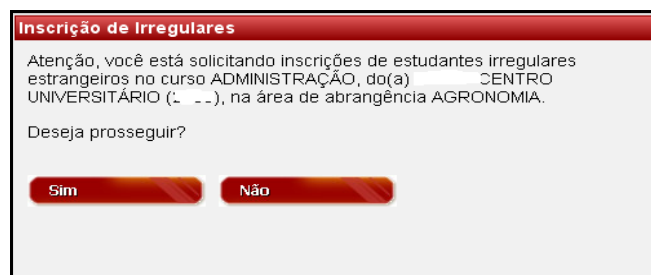 Inscrição de Irregulares
Atenção, você está solicitando inscrições de estudantes irregulares
estrangeiros no curso ADMINISTRAÇÃO, do(a) CENTRO
UNIVERSITÁRIO ( ), na área de abrangência AGRONOMIA.
Deseja prosseguir?
Sim Não